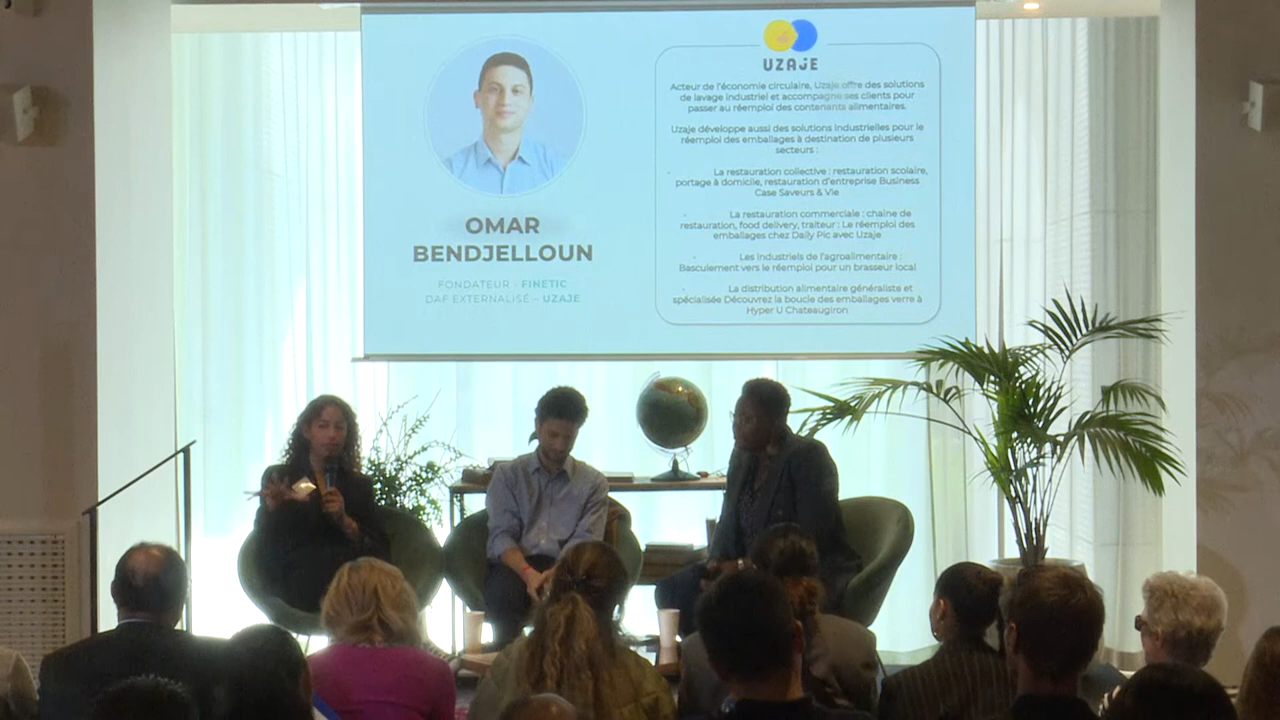 OMAR
BENDJELLOUN
FONDATEUR - FINETIC
DAF EXTERNALISÉ – UZAJE
UZAJE
Acteur de l'économie circulaire, Uzaje offre des solutions
de lavage industriel et accompagne ses clients pour
passer au réemploi des contenants alimentaires.
Uzaje développe aussi des solutions industrielles pour le
réemploi des emballages à destination de plusieurs
secteurs :
· La restauration collective : restauration scolaire,
portage à domicile, restauration d'entreprise Business
Case Saveurs & Vie
· La restauration commerciale : chaine de
restauration, food delivery, traiteur : Le réemploi des
emballages chez Daily Pic avec Uzaje
· Les industriels de l'agroalimentaire :
Basculement vers le réemploi pour un brasseur local
· La distribution alimentaire généraliste et
spécialisée Découvrez la boucle des emballages verre à
Hyper U Chateaugiron